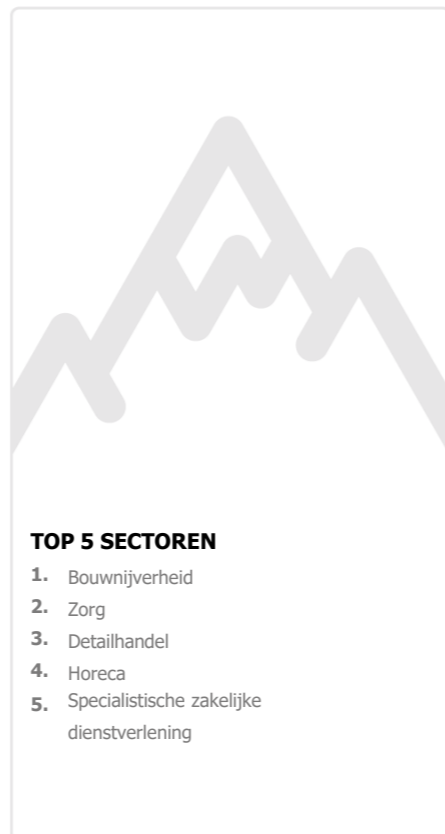 TOP 5 SECTOREN
1. Bouwnijverheid
2. Zorg
3. Detailhandel
4. Horeca
5. Specialistische zakelijke
dienstverlening